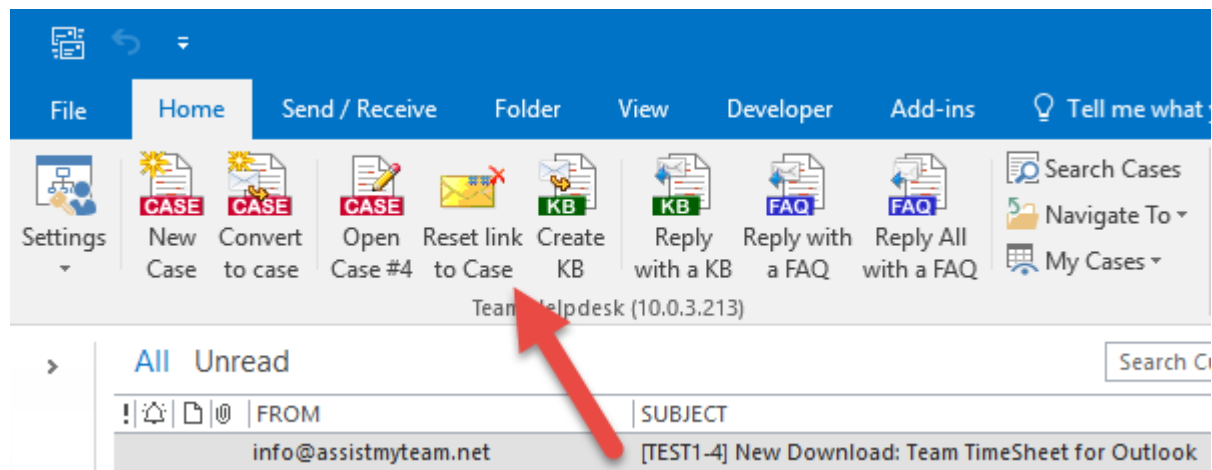 File Home Send / Receive Folder View Developer Add-ins Tell me what
Settings
CASE
New
Case
CASE
Convert
to case
CASE
Open
Case #4
Reset link
to Case
KB
Create
KB
KB
Reply
with a KB
FAQ
Reply with
a FAQ
FAQ
Reply All
with a FAQ
Search Cases
Navigate To
My Cases
Team Helpdesk (10.0.3.213)
All Unread
Search
! FROM SUBJECT
info@assistmyteam.net [TEST1-4] New Download: Team TimeSheet for Outlook